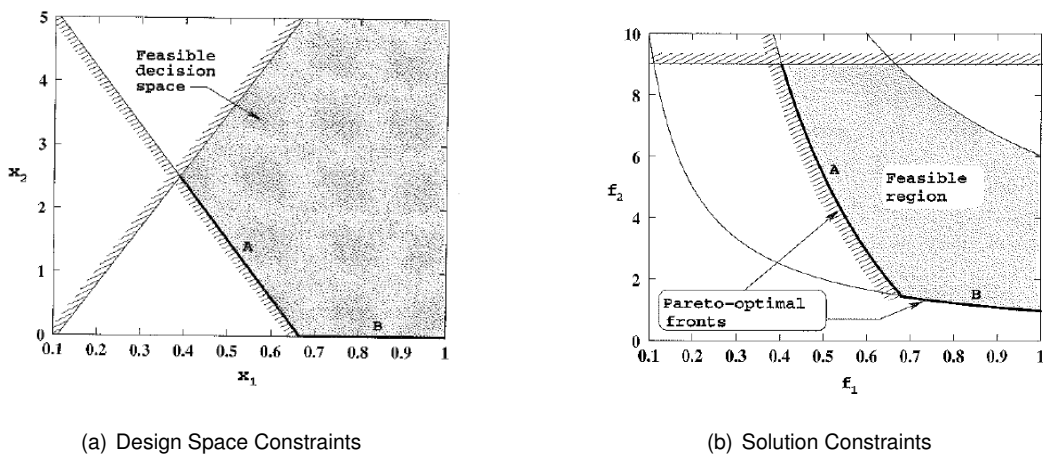 5
4
3
x2
2
1
0
Feasible
decision
space
A
B
0.1 0.2 0.3 0.4 0.5 0.6 0.7 0.8 0.9 1
x1
(a) Design Space Constraints
10
8
6
f2
4
2
0
A
Feasible
region
B
Pareto-optimal
fronts
0.1 0.2 0.3 0.4 0.5 0.6 0.7 0.8 0.9 1
f1
(b) Solution Constraints